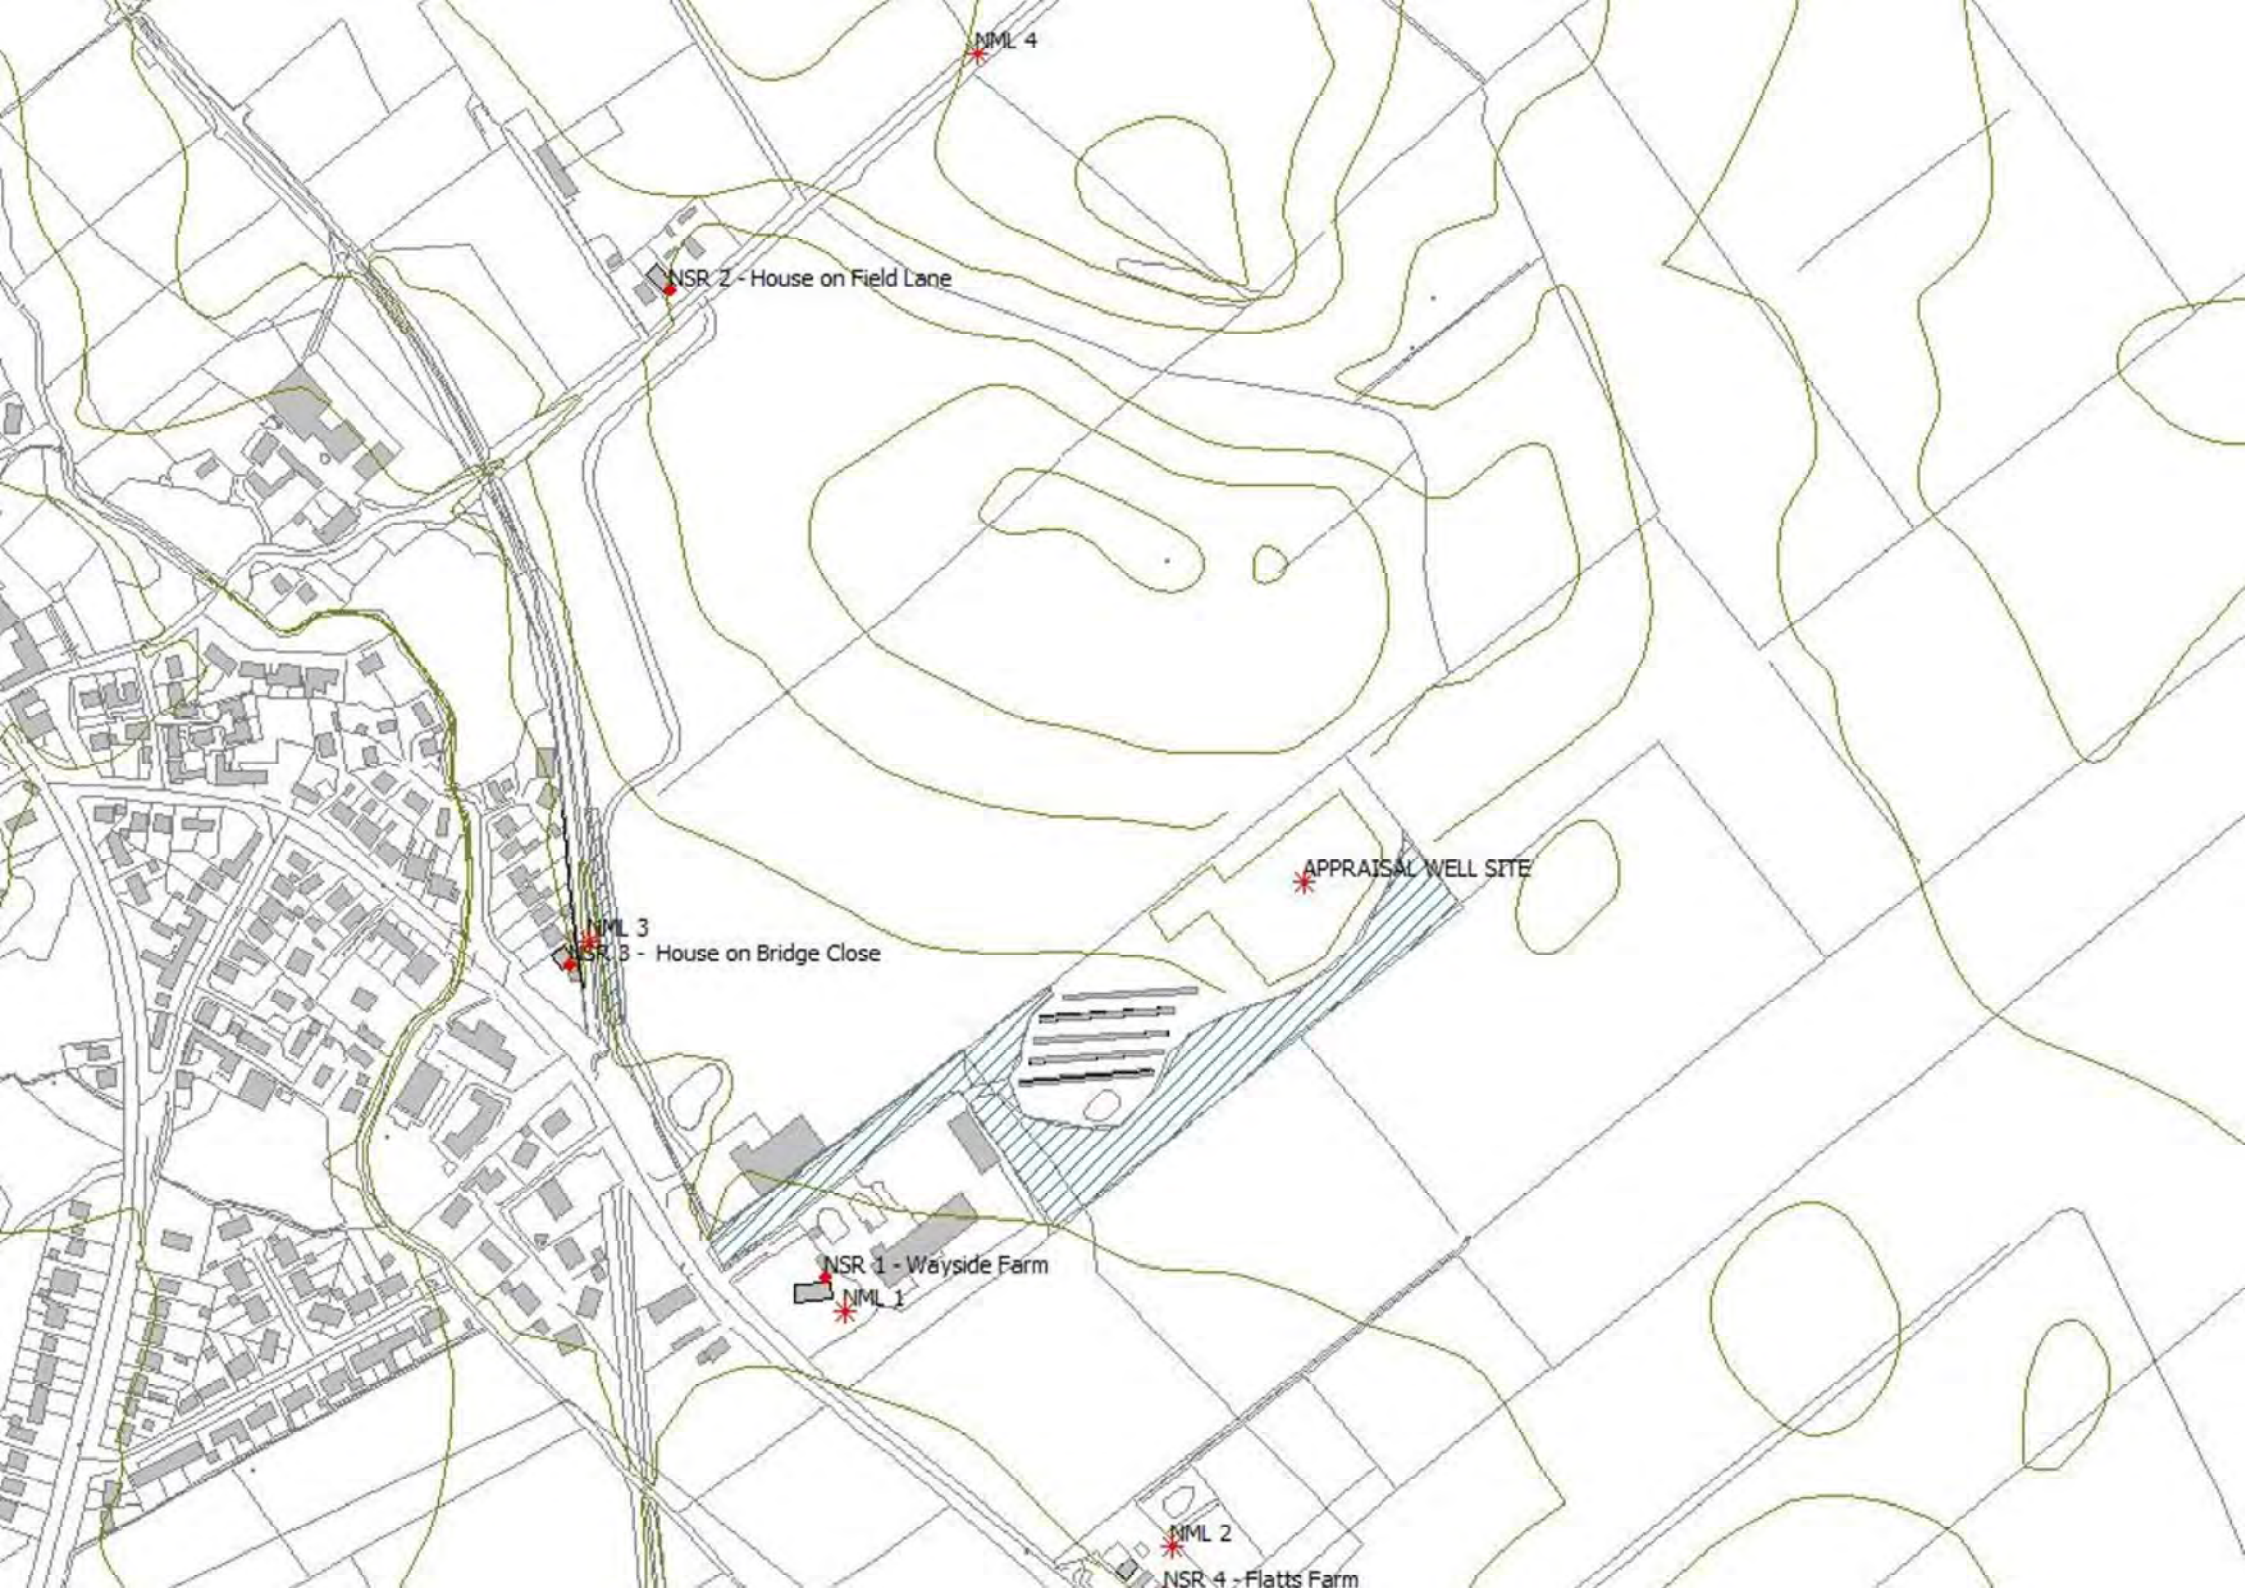 NML 4
NSR 2 - House on Field Lane
APPRAISAL WELL SITE
NML 3
NSR 3 - House on Bridge Close
NSR 1 - Wayside Farm
NML 1
NML 2
NSR 4 - Flatts Farm